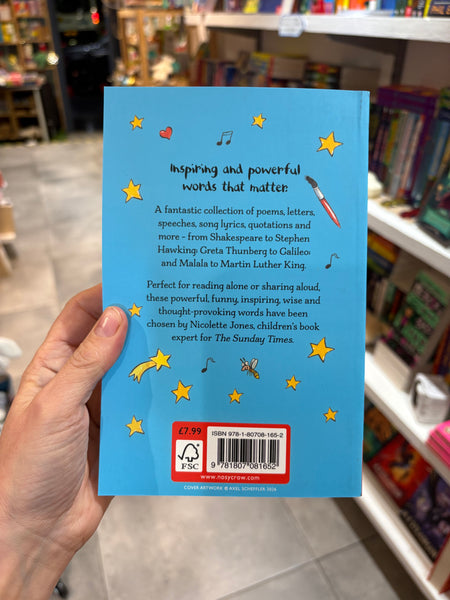 Inspiring and powerful
words that matter.
A fantastic collection of poems, letters,
speeches, song lyrics, quotations and
more – from Shakespeare to Stephen
Hawking; Greta Thunberg to Galileo;
and Malala to Martin Luther King.
Perfect for reading alone or sharing aloud,
these powerful, funny, inspiring, wise and
thought-provoking words have been
chosen by Nicolette Jones, children's book
expert for The Sunday Times.
£7.99
ISBN 978-1-80708-165-2
FSC
9 781807 081652
www.nosycrow.com
COVER ARTWORK © AXEL SCHEFFLER 2026